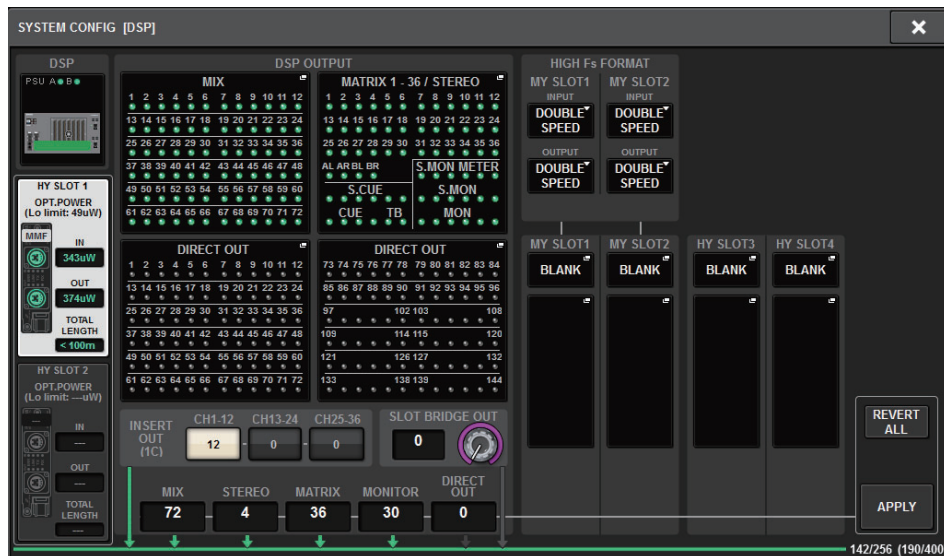 SYSTEM CONFIG [DSP]
DSP
PSU A B
HY SLOT 1
OPT.POWER
(Lo limit: 49uW)
MMF
IN
343uW
OUT
374uW
TOTAL
LENGTH
< 100m
HY SLOT 2
OPT.POWER
(Lo limit: ---uW)
---
IN
---
OUT
---
TOTAL
LENGTH
---
DSP OUTPUT
MIX
1 2 3 4 5 6 7 8 9 10 11 12
13 14 15 16 17 18 19 20 21 22 23 24
25 26 27 28 29 30 31 32 33 34 35 36
37 38 39 40 41 42 43 44 45 46 47 48
49 50 51 52 53 54 55 56 57 58 59 60
61 62 63 64 65 66 67 68 69 70 71 72
MATRIX 1 - 36 / STEREO
1 2 3 4 5 6 7 8 9 10 11 12
13 14 15 16 17 18 19 20 21 22 23 24
25 26 27 28 29 30 31 32 33 34 35 36
AL AR BL BR S.MON METER
S.CUE S.MON
CUE TB MON
DIRECT OUT
1 2 3 4 5 6 7 8 9 10 11 12
13 14 15 16 17 18 19 20 21 22 23 24
25 26 27 28 29 30 31 32 33 34 35 36
37 38 39 40 41 42 43 44 45 46 47 48
49 50 51 52 53 54 55 56 57 58 59 60
61 62 63 64 65 66 67 68 69 70 71 72
DIRECT OUT
73 74 75 76 77 78 79 80 81 82 83 84
85 86 87 88 89 90 91 92 93 94 95 96
97 102 103 108
109 114 115 120
121 126 127 132
133 138 139 144
INSERT
OUT
(1C)
CH1-12 CH13-24 CH25-36
12 - 0 - 0
SLOT BRIDGE OUT
0
MIX STEREO MATRIX MONITOR DIRECT
OUT
72 4 36 30 0
HIGH Fs FORMAT
MY SLOT1 MY SLOT2
INPUT INPUT
DOUBLE
SPEED
DOUBLE
SPEED
OUTPUT OUTPUT
DOUBLE
SPEED
DOUBLE
SPEED
MY SLOT1 MY SLOT2 HY SLOT3 HY SLOT4
BLANK BLANK BLANK BLANK
REVERT
ALL
APPLY
142/256 (190/400